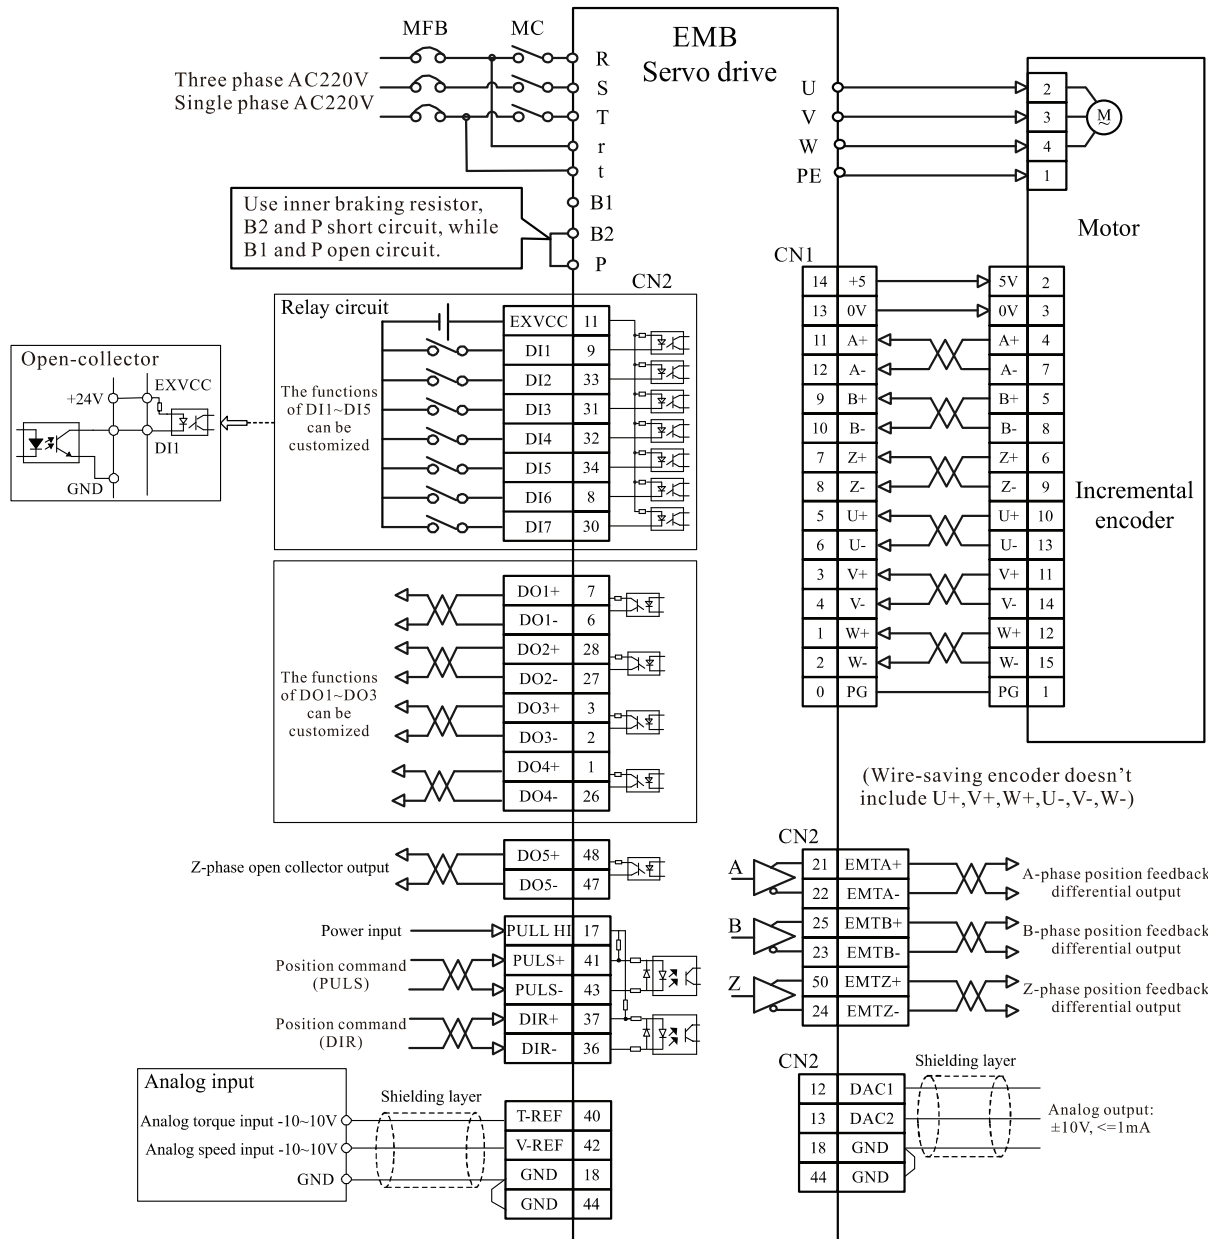 MFB
MC
EMB
Servo drive
Three phase AC220V
Single phase AC220V
R
S
T
r
t
B1
B2
P
Use inner braking resistor,
B2 and P short circuit, while
B1 and P open circuit.
U
V
W
PE
2
3
4
1
M
~
Motor
CN2
Relay circuit
EXVCC 11
DI1 9
DI2 33
DI3 31
DI4 32
DI5 34
DI6 8
DI7 30
The functions
of DI1~DI5
can be
customized
Open-collector
EXVCC
+24V
DI1
GND
CN1
14 +5 5V 2
13 0V 0V 3
11 A+ A+ 4
12 A- A- 7
9 B+ B+ 5
10 B- B- 8
7 Z+ Z+ 6
8 Z- Z- 9
5 U+ U+ 10
6 U- U- 13
3 V+ V+ 11
4 V- V- 14
1 W+ W+ 12
2 W- W- 15
0 PG PG 1
Incremental
encoder
(Wire-saving encoder doesn't
include U+,V+,W+,U-,V-,W-)
DO1+ 7
DO1- 6
DO2+ 28
DO2- 27
DO3+ 3
DO3- 2
DO4+ 1
DO4- 26
The functions
of DO1~DO3
can be
customized
Z-phase open collector output
DO5+ 48
DO5- 47
Power input
PULL HI 17
Position command
(PULS)
PULS+ 41
PULS- 43
Position command
(DIR)
DIR+ 37
DIR- 36
Analog input
Shielding layer
Analog torque input -10~10V
Analog speed input -10~10V
GND
T-REF 40
V-REF 42
GND 18
GND 44
CN2
A
21 EMTA+
22 EMTA-
A-phase position feedback
differential output
B
25 EMTB+
23 EMTB-
B-phase position feedback
differential output
Z
50 EMTZ+
24 EMTZ-
Z-phase position feedback
differential output
CN2
Shielding layer
12 DAC1
13 DAC2
18 GND
44 GND
Analog output:
±10V, <=1mA